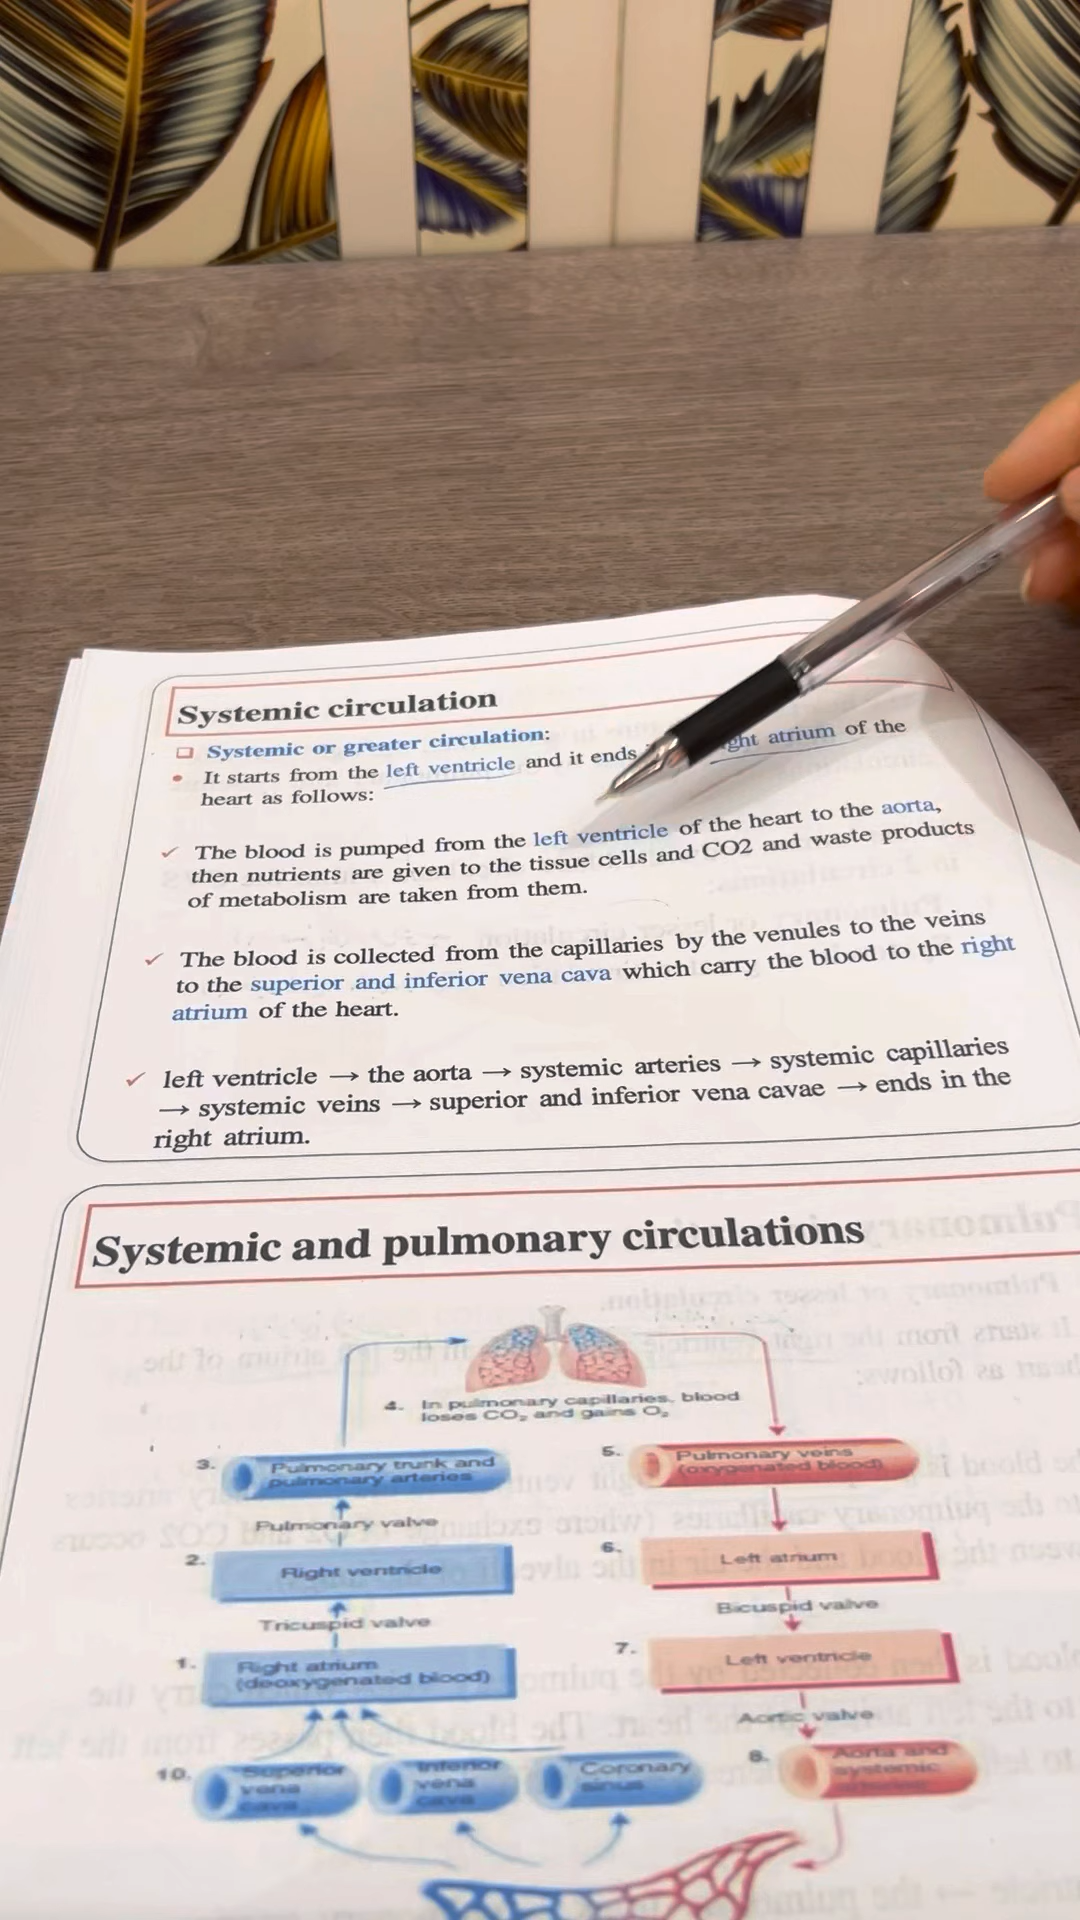 Systemic circulation
Systemic or greater circulation:
It starts from the left ventricle and it ends ght atrium of the
heart as follows:
✓ The blood is pumped from the left ventricle of the heart to the aorta,
then nutrients are given to the tissue cells and CO2 and waste products
of metabolism are taken from them.
✓ The blood is collected from the capillaries by the venules to the veins
to the superior and inferior vena cava which carry the blood to the right
atrium of the heart.
✓ left ventricle → the aorta → systemic arteries → systemic capillaries
→ systemic veins → superior and inferior vena cavae → ends in the
right atrium.
Systemic and pulmonary circulations
4. In pulmonary capillaries, blood
loses CO₂ and gains O₂
3. Pulmonary trunk and
pulmonary arteries
5. Pulmonary veins
(oxygenated blood)
Pulmonary valve
2. Right ventricle
6. Left atrium
Tricuspid valve
Bicuspid valve
1. Right atrium
(deoxygenated blood)
7. Left ventricle
Aortic valve
10. Superior
vena
cava
Inferior
vena
cava
Coronary
sinus
8. Aorta and
systemic